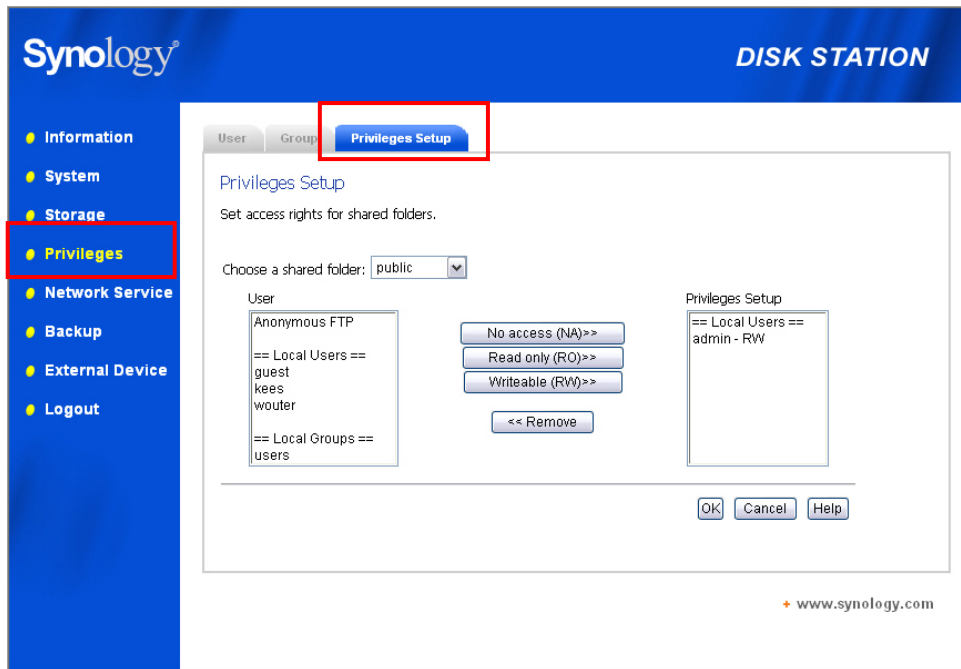 Synology®
DISK STATION
Information
System
Storage
Privileges
Network Service
Backup
External Device
Logout
User
Group
Privileges Setup
Privileges Setup
Set access rights for shared folders.
Choose a shared folder: public
User
Anonymous FTP
== Local Users ==
guest
kees
wouter
== Local Groups ==
users
No access (NA)>>
Read only (RO)>>
Writeable (RW)>>
<< Remove
Privileges Setup
== Local Users ==
admin - RW
OK
Cancel
Help
+ www.synology.com